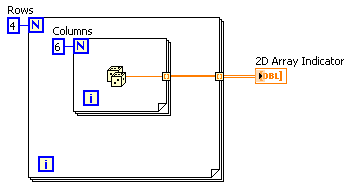 Rows
4 N
Columns
6 N
2D Array Indicator
DBL
i
i